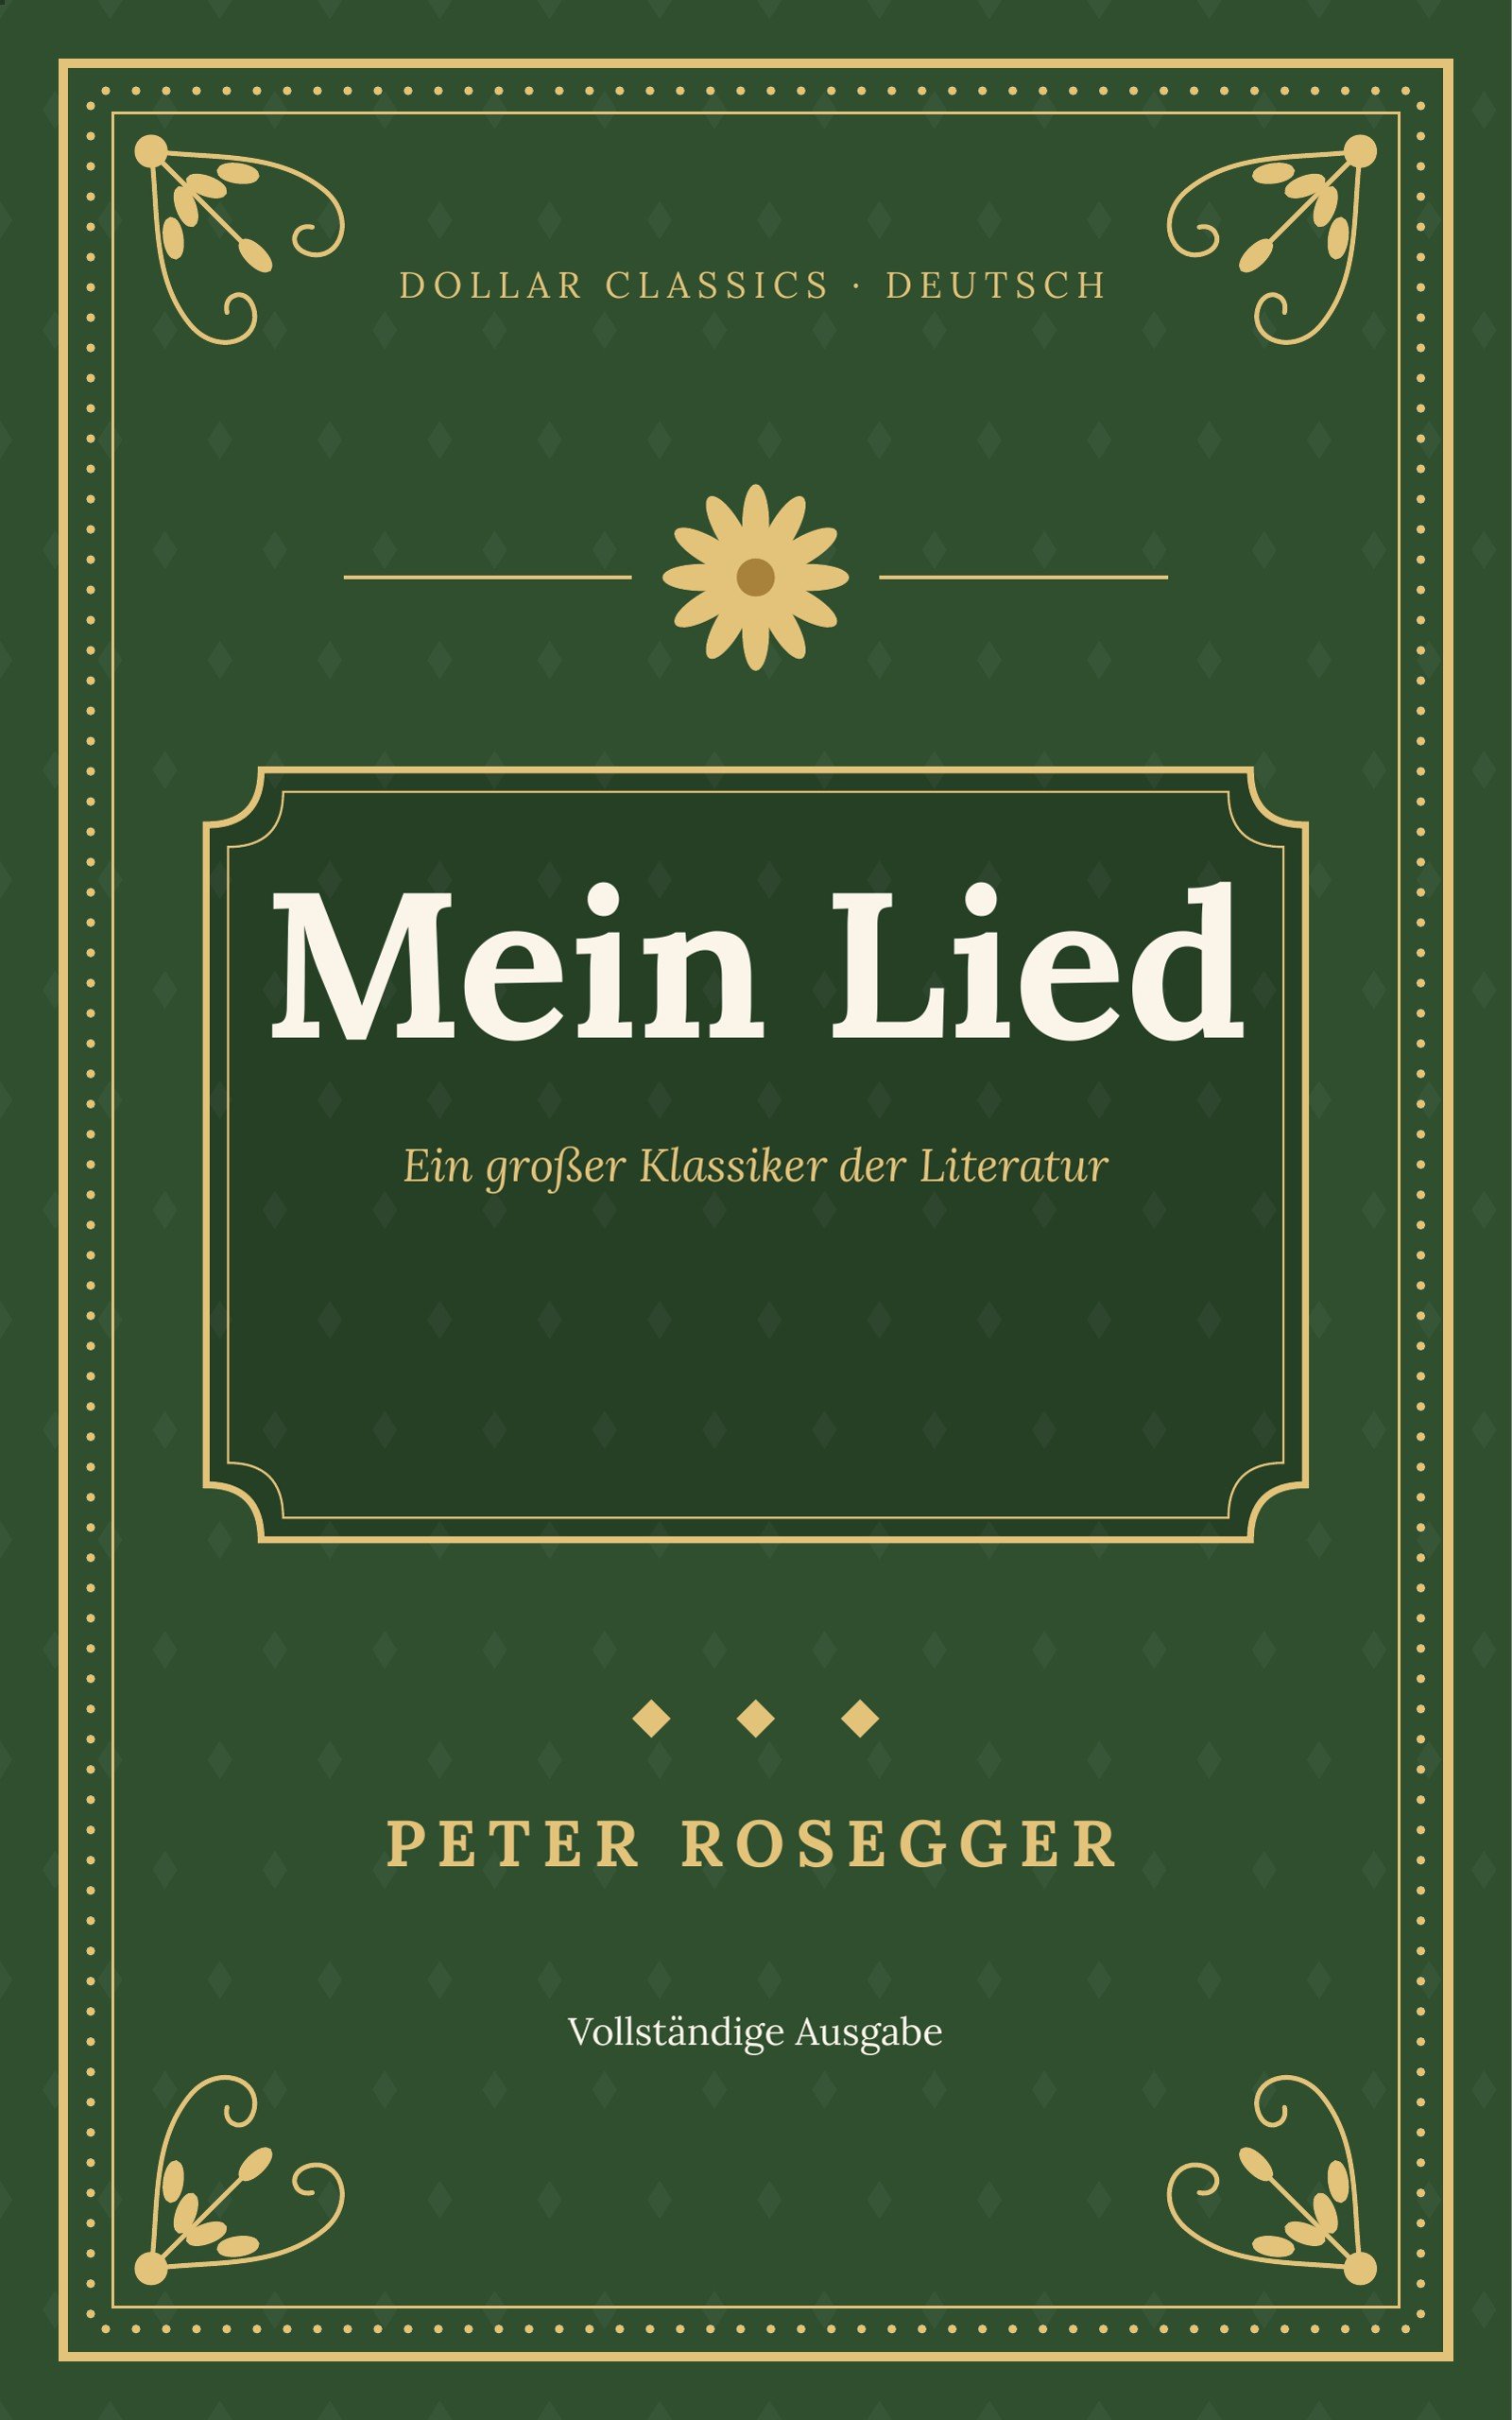 DOLLAR CLASSICS · DEUTSCH
Mein Lied
Ein großer Klassiker der Literatur
PETER ROSEGGER
Vollständige Ausgabe